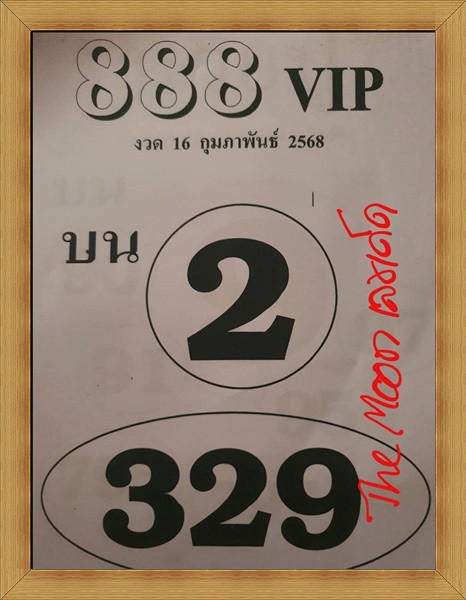 888 VIP
งวด 16 กุมภาพันธ์ 2568
บน
2
329
The Moon เลขเด็ด